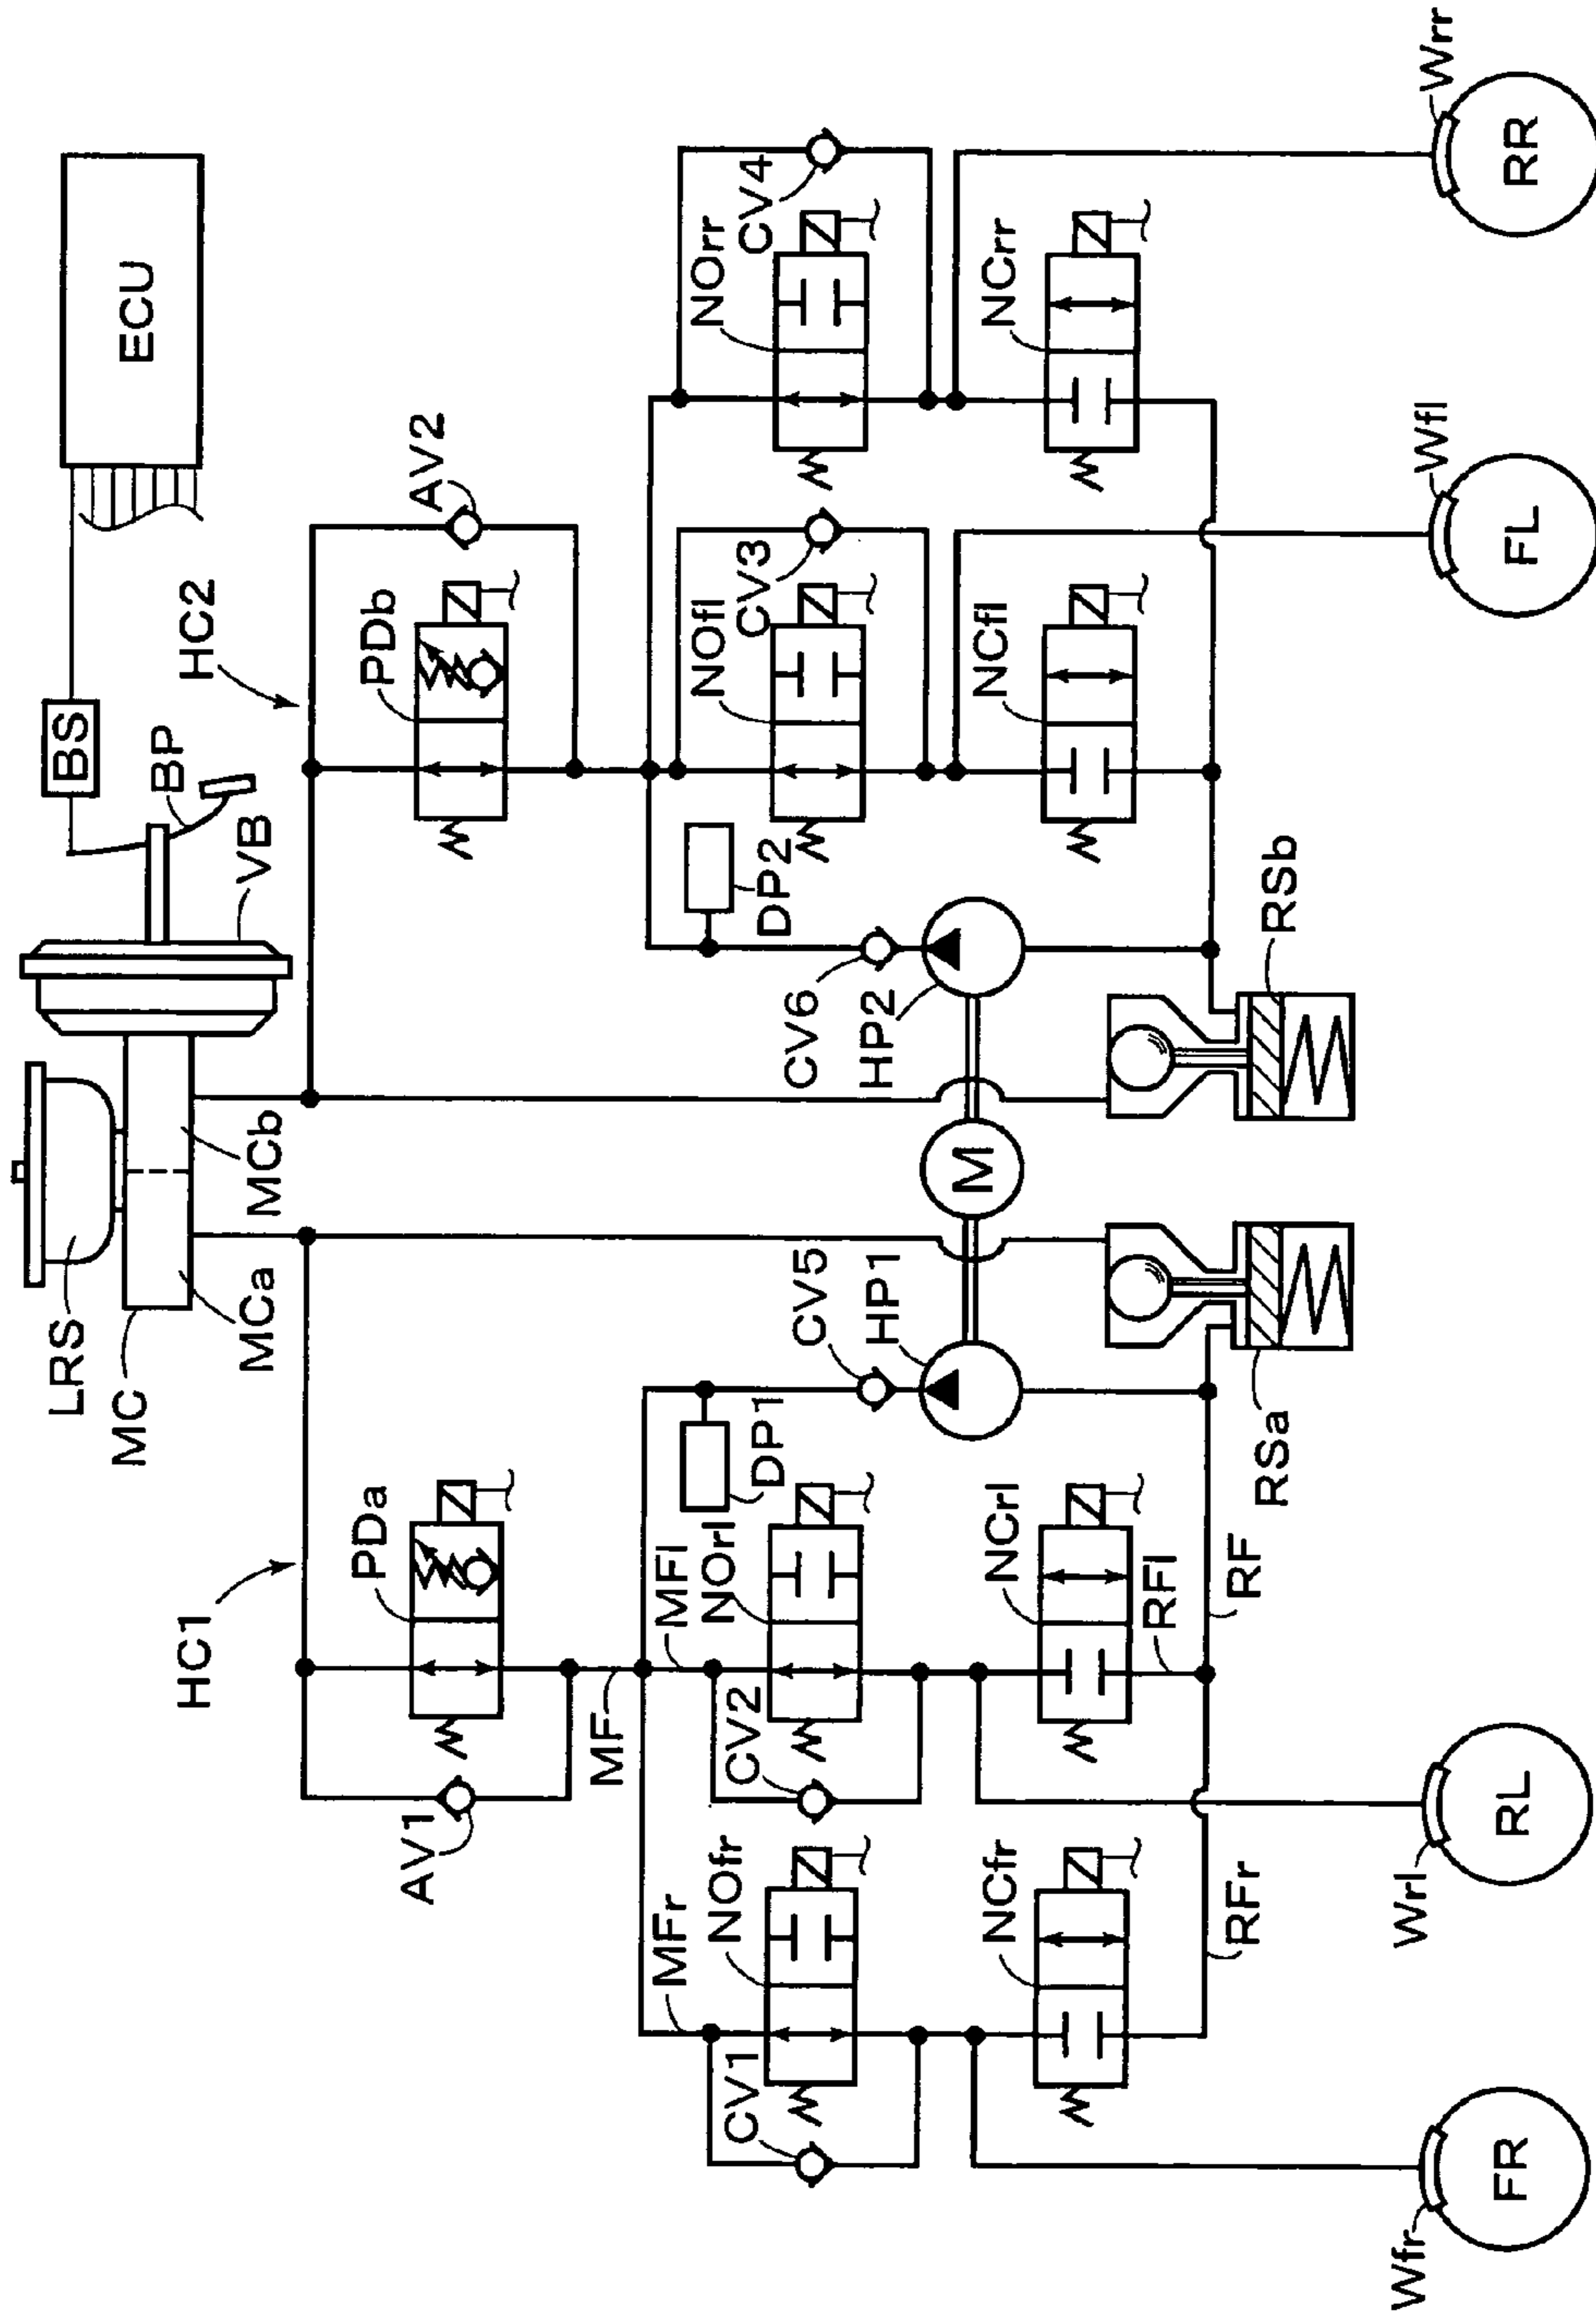 ECU
BS
BP
VB
LRS
MC
MCa
MCb
HC1
HC2
PDa
PDb
AV1
AV2
MF
MFr
MFl
DP1
DP2
NOfr
NOrl
NOfl
NOrr
CV1
CV2
CV3
CV4
CV5
CV6
HP1
HP2
M
NCfr
NCrl
NCfl
NCrr
RFr
RFl
RF
RSa
RSb
Wfr
Wrl
Wfl
Wrr
FR
RL
FL
RR